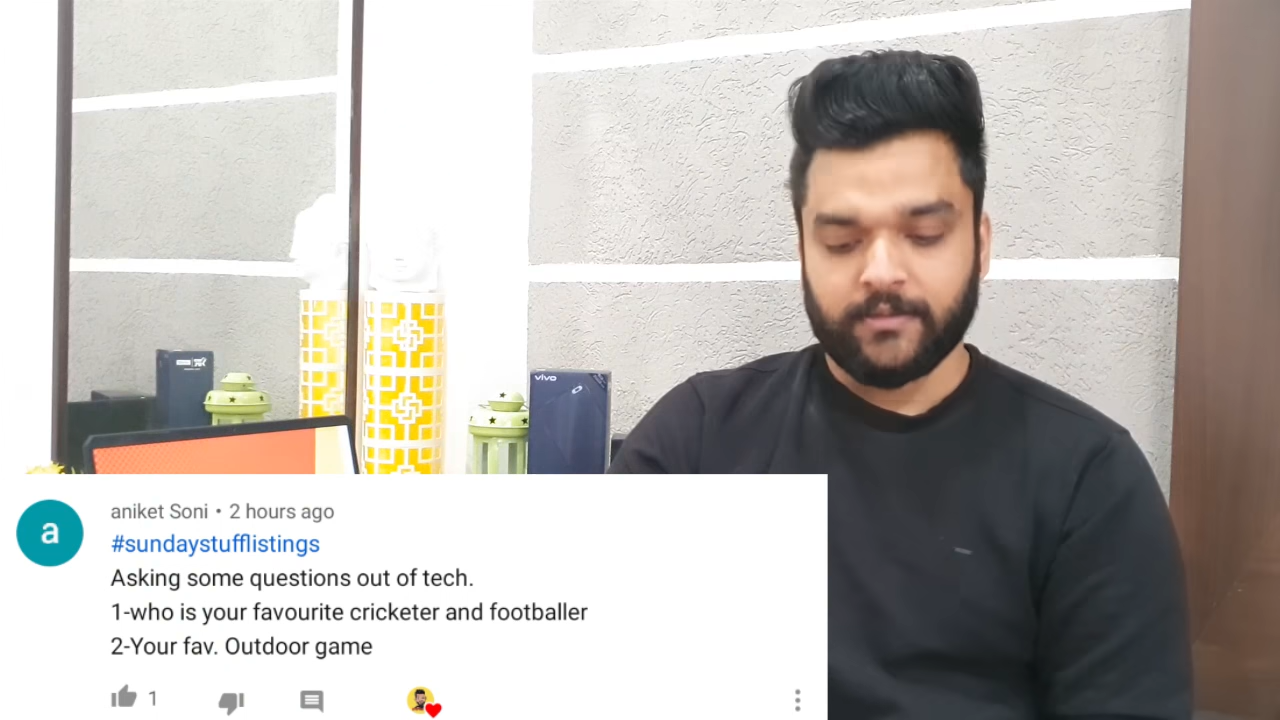 vivo
aniket Soni • 2 hours ago
#sundaystufflistings
Asking some questions out of tech.
1-who is your favourite cricketer and footballer
2-Your fav. Outdoor game
1